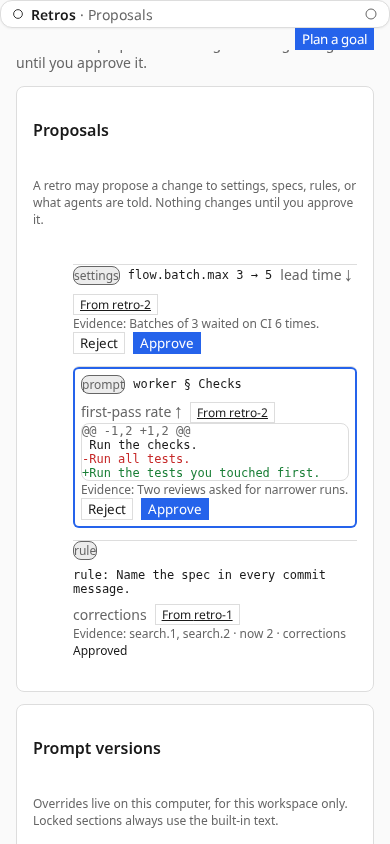 Retros · Proposals
Plan a goal
until you approve it.
Proposals
A retro may propose a change to settings, specs, rules, or
what agents are told. Nothing changes until you approve
it.
settings flow.batch.max 3 → 5 lead time ↓
From retro-2
Evidence: Batches of 3 waited on CI 6 times.
Reject Approve
prompt worker § Checks
first-pass rate ↑ From retro-2
@@ -1,2 +1,2 @@
Run the checks.
-Run all tests.
+Run the tests you touched first.
Evidence: Two reviews asked for narrower runs.
Reject Approve
rule
rule: Name the spec in every commit
message.
corrections From retro-1
Evidence: search.1, search.2 · now 2 · corrections
Approved
Prompt versions
Overrides live on this computer, for this workspace only.
Locked sections always use the built-in text.